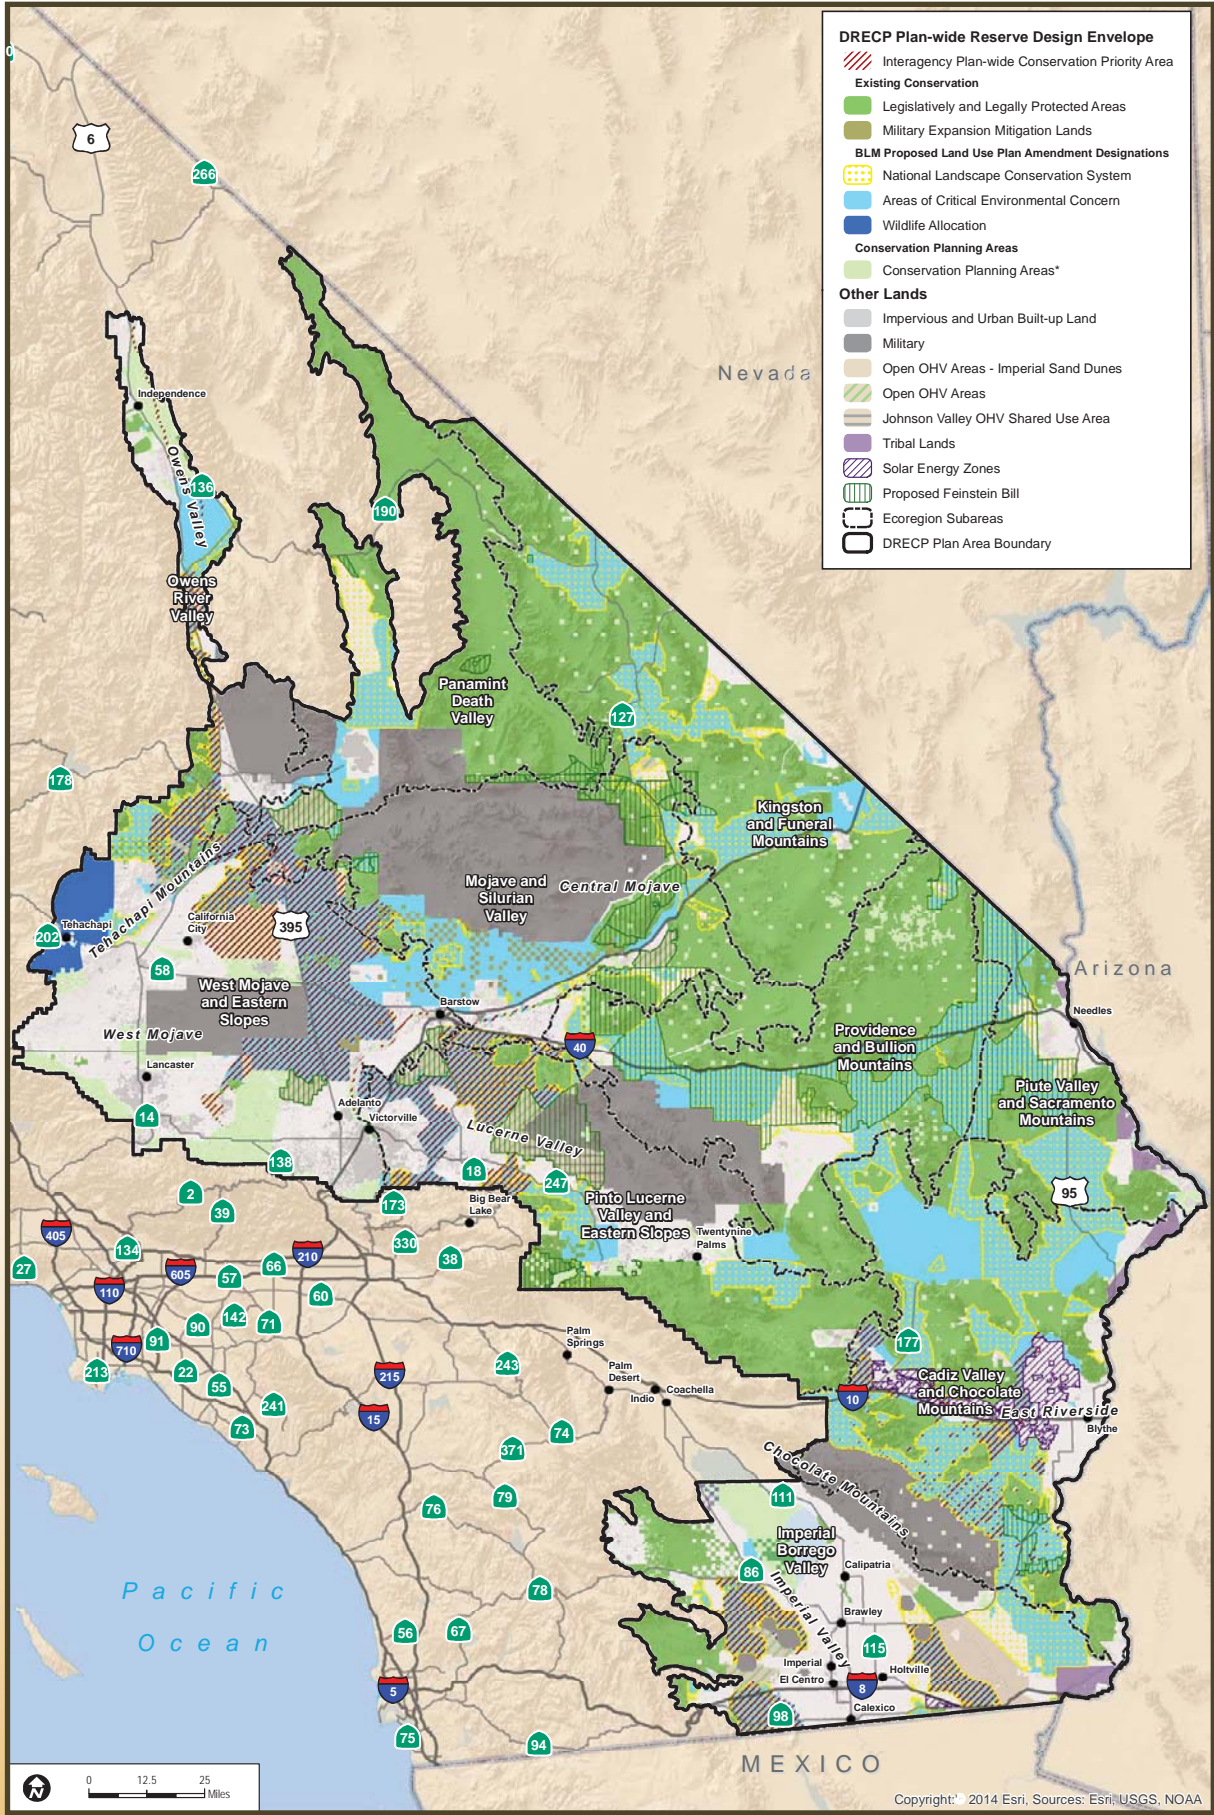 DRECP Plan-wide Reserve Design Envelope
Interagency Plan-wide Conservation Priority Area
Existing Conservation
Legislatively and Legally Protected Areas
Military Expansion Mitigation Lands
BLM Proposed Land Use Plan Amendment Designations
National Landscape Conservation System
Areas of Critical Environmental Concern
Wildlife Allocation
Conservation Planning Areas
Conservation Planning Areas*
Other Lands
Impervious and Urban Built-up Land
Military
Open OHV Areas - Imperial Sand Dunes
Open OHV Areas
Johnson Valley OHV Shared Use Area
Tribal Lands
Solar Energy Zones
Proposed Feinstein Bill
Ecoregion Subareas
DRECP Plan Area Boundary
0
6
266
Nevada
Independence
Owens Valley
136
190
Owens
River
Valley
Panamint
Death
Valley
127
178
Kingston
and Funeral
Mountains
Tehachapi Mountains
Mojave and
Silurian
Valley
Central Mojave
California
City
395
Tehachapi
202
58
Arizona
West Mojave
and Eastern
Slopes
Barstow
Needles
West Mojave
40
Providence
and Bullion
Mountains
Lancaster
Piute Valley
and Sacramento
Mountains
14
Adelanto
Victorville
Lucerne Valley
138
18
247
95
2
39
173
Big Bear
Lake
Pinto Lucerne
Valley and
Eastern Slopes
Twentynine
Palms
405
134
330
38
210
27
605
57
66
110
60
142
71
90
91
710
177
Palm
Springs
213
22
55
215
243
Palm
Desert
Coachella
Indio
10
Cadiz Valley
and Chocolate
Mountains
East Riverside
Blythe
241
15
73
74
371
Chocolate Mountains
79
76
111
Imperial
Borrego
Valley
86
Calipatria
Imperial Valley
78
Pacific
Ocean
Brawley
56
67
115
Imperial
El Centro
Holtville
8
5
98
Calexico
75
94
MEXICO
N
0 12.5 25
Miles
Copyright: © 2014 Esri, Sources: Esri, USGS, NOAA